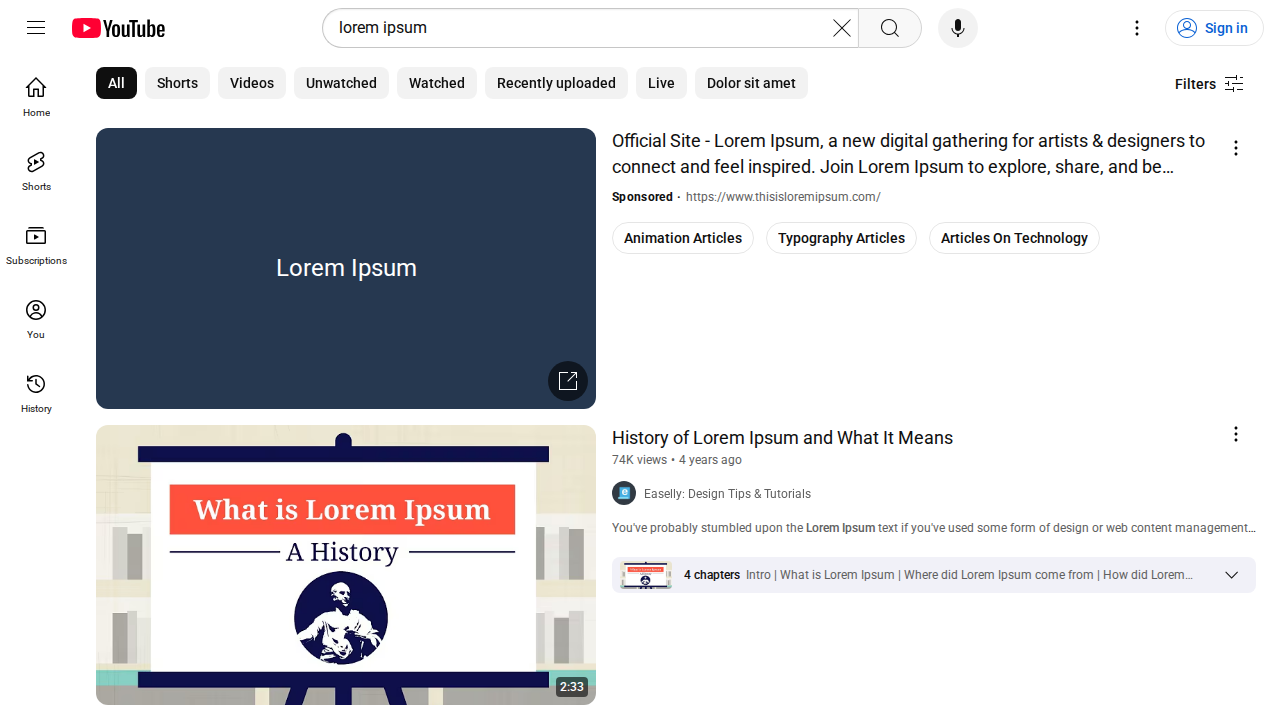 YouTube
lorem ipsum
Sign in
All
Shorts
Videos
Unwatched
Watched
Recently uploaded
Live
Dolor sit amet
Filters
Home
Shorts
Subscriptions
You
History
Lorem Ipsum
Official Site - Lorem Ipsum, a new digital gathering for artists & designers to
connect and feel inspired. Join Lorem Ipsum to explore, share, and be...
Sponsored · https://www.thisisloremipsum.com/
Animation Articles
Typography Articles
Articles On Technology
What is Lorem Ipsum
A History
2:33
History of Lorem Ipsum and What It Means
74K views • 4 years ago
Easelly: Design Tips & Tutorials
You've probably stumbled upon the Lorem Ipsum text if you've used some form of design or web content management...
4 chapters Intro | What is Lorem Ipsum | Where did Lorem Ipsum come from | How did Lorem...